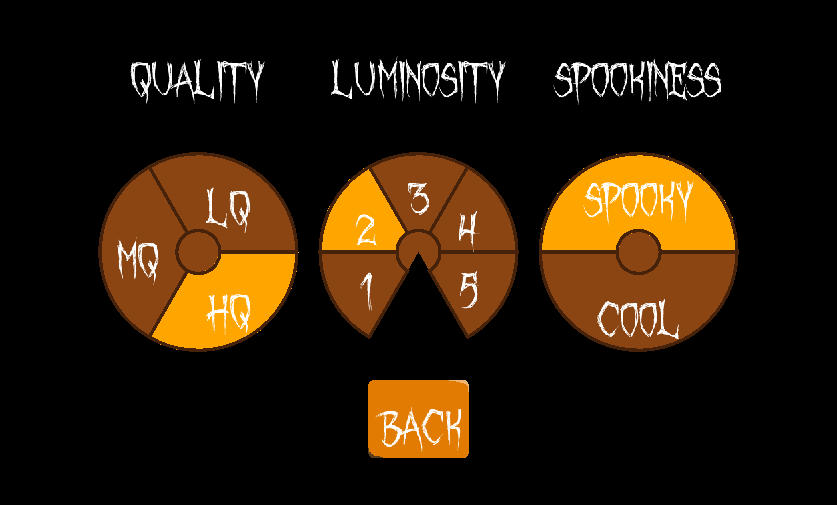 QUALITY
LUMINOSITY
SPOOKINESS
LQ
MQ
HQ
1
2
3
4
5
SPOOKY
COOL
BACK